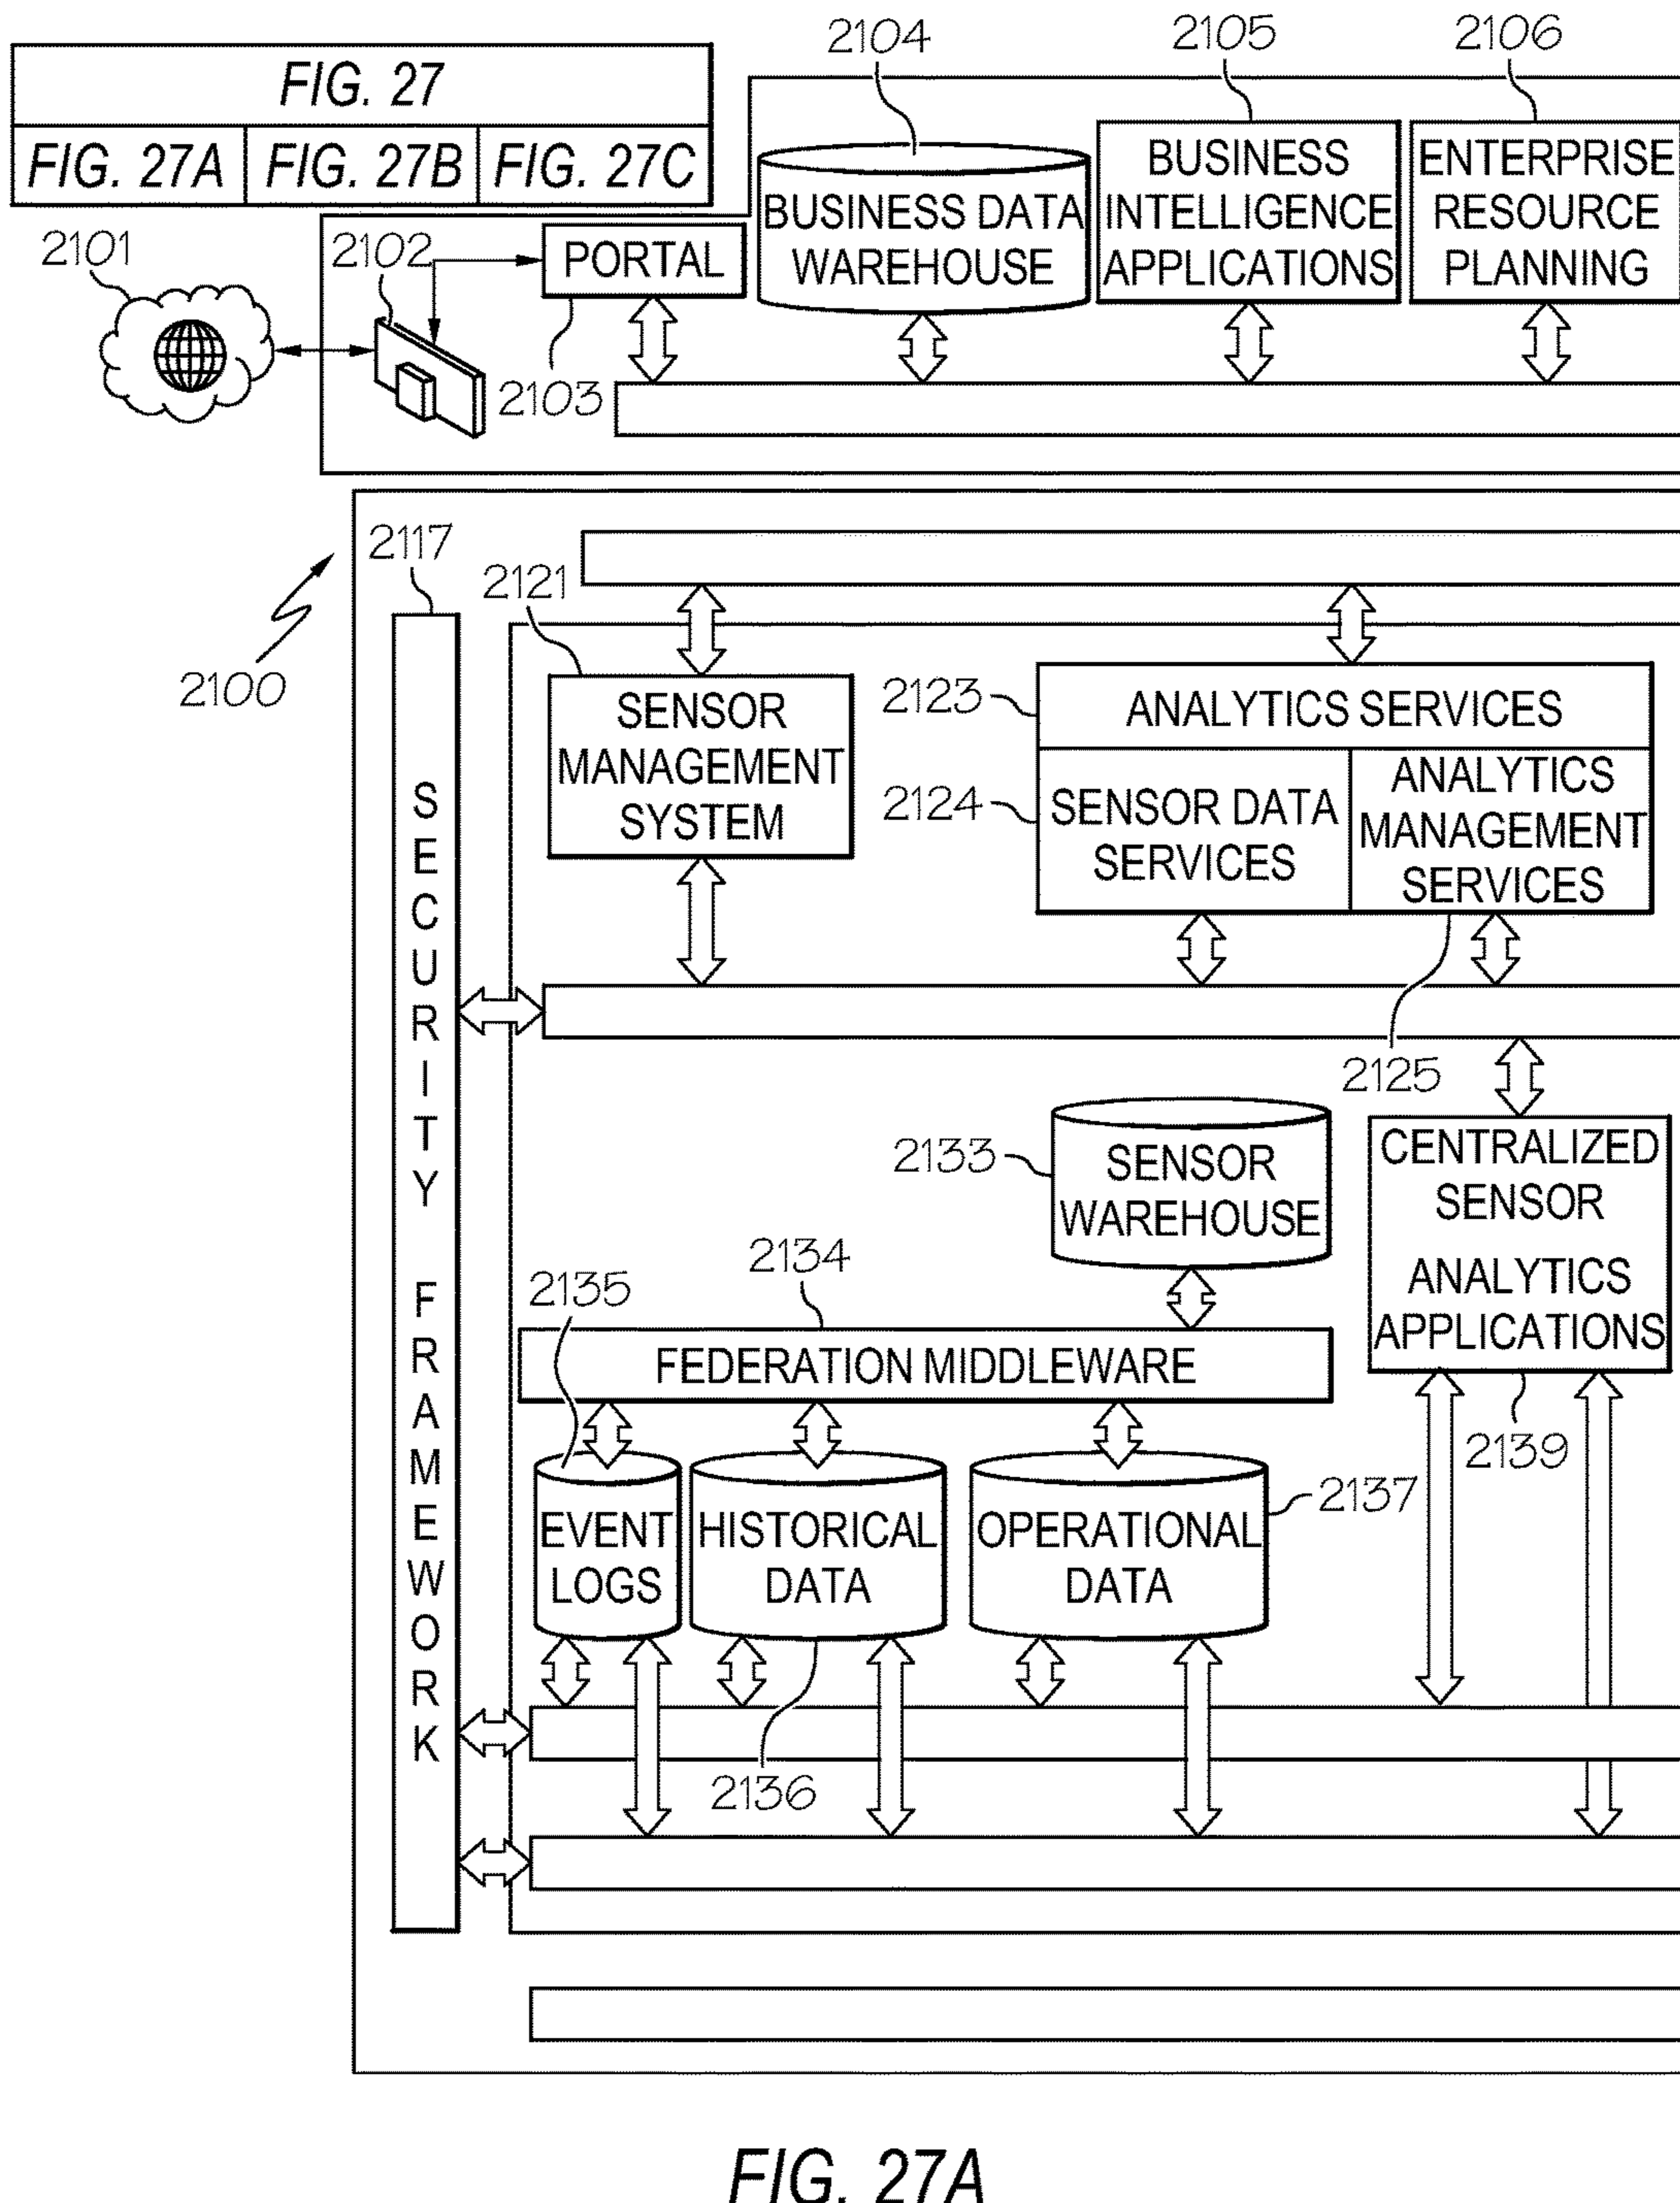 2104
2105
2106
FIG. 27
FIG. 27A
FIG. 27B
FIG. 27C
BUSINESS DATA
WAREHOUSE
BUSINESS
INTELLIGENCE
APPLICATIONS
ENTERPRISE
RESOURCE
PLANNING
2101
2102
PORTAL
2103
2117
2100
2121
SENSOR
MANAGEMENT
SYSTEM
2123
ANALYTICS SERVICES
2124
SENSOR DATA
SERVICES
ANALYTICS
MANAGEMENT
SERVICES
2125
SECURITY FRAMEWORK
2133
SENSOR
WAREHOUSE
CENTRALIZED
SENSOR
ANALYTICS
APPLICATIONS
2139
2134
2135
FEDERATION MIDDLEWARE
EVENT
LOGS
HISTORICAL
DATA
OPERATIONAL
DATA
2137
2136
FIG. 27A